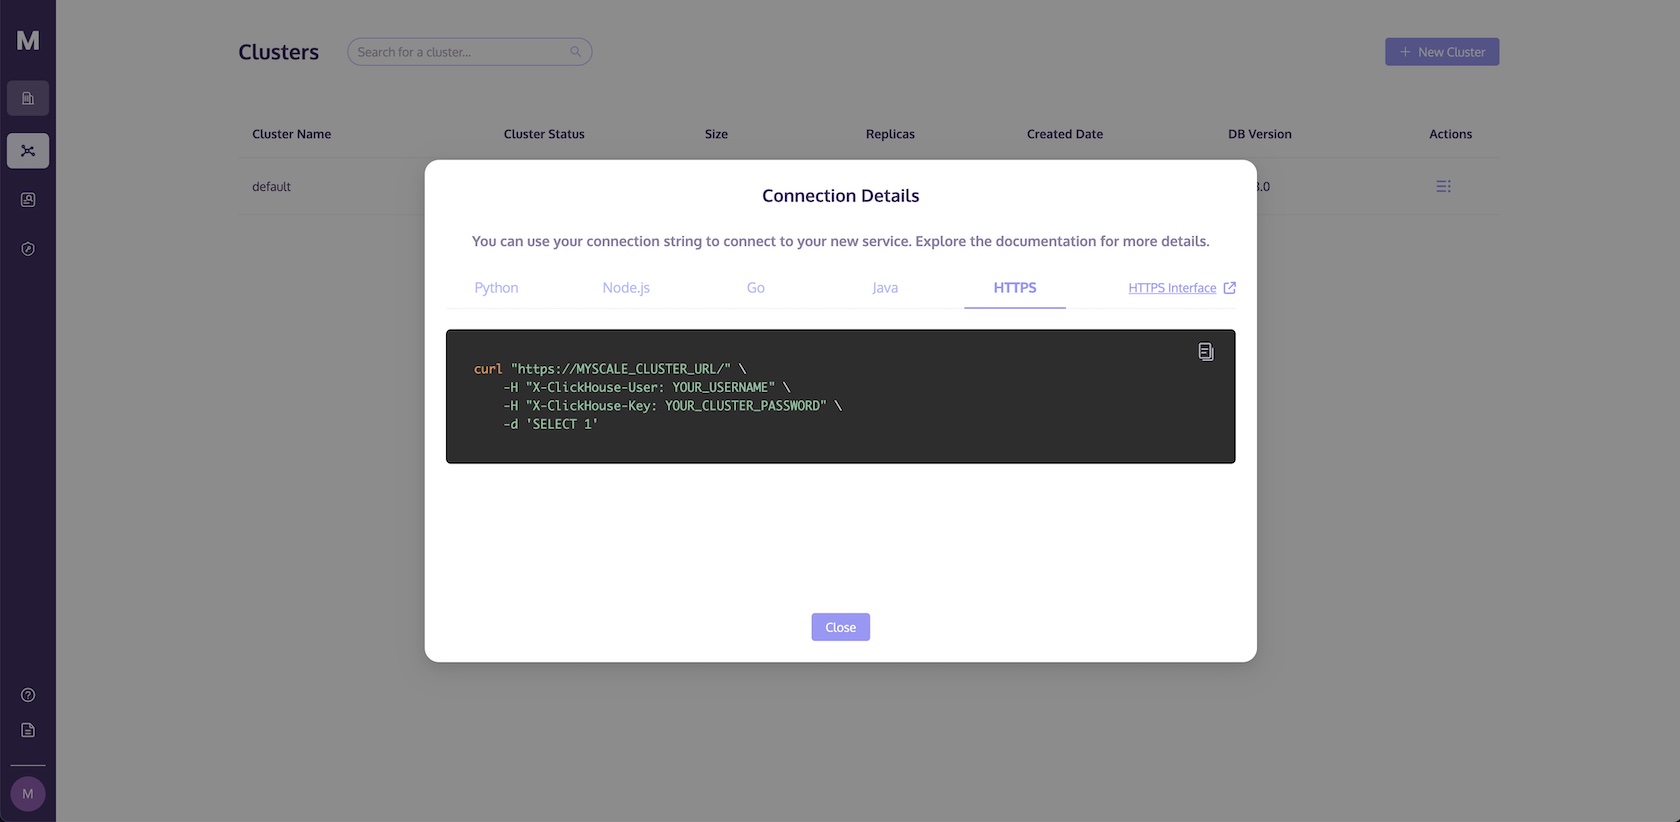 M
Clusters
Search for a cluster...
+ New Cluster
Cluster Name Cluster Status Size Replicas Created Date DB Version Actions
default
.0
Connection Details
You can use your connection string to connect to your new service. Explore the documentation for more details.
Python Node.js Go Java HTTPS HTTPS Interface
curl "https://MYSCALE_CLUSTER_URL/" \
-H "X-ClickHouse-User: YOUR_USERNAME" \
-H "X-ClickHouse-Key: YOUR_CLUSTER_PASSWORD" \
-d 'SELECT 1'
Close
M